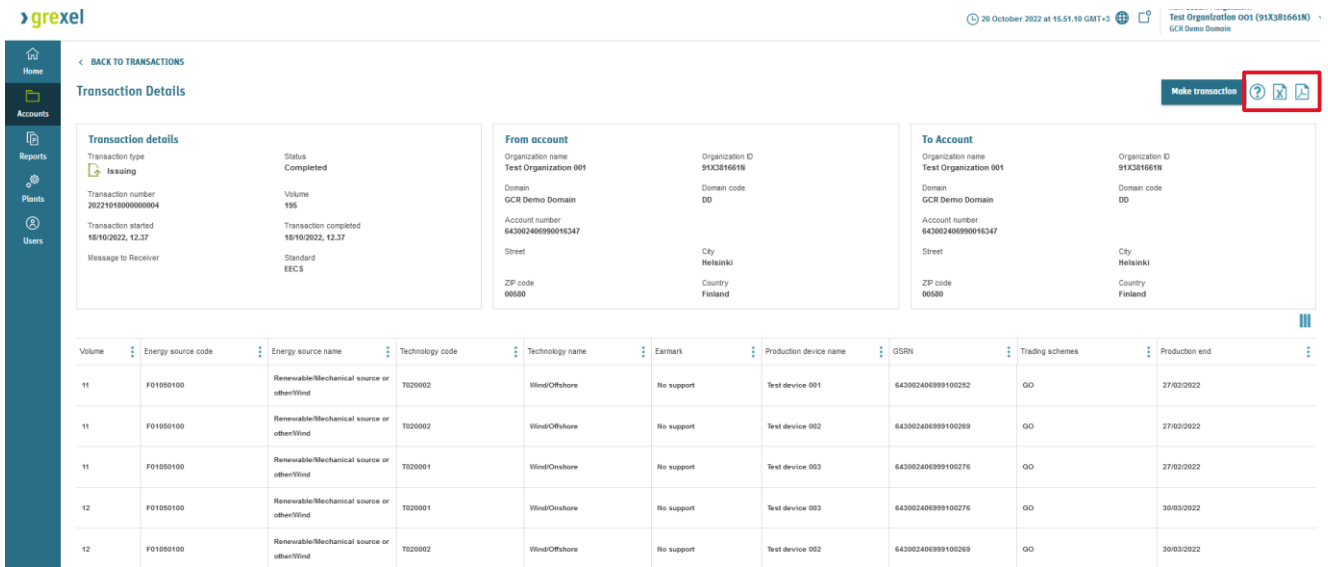 grexel
20 October 2022 at 15.51.10 GMT+3
Test Organization 001 (91X381661N)
GCR Demo Domain
Home
Accounts
Reports
Plants
Users
< BACK TO TRANSACTIONS
Transaction Details
Make transaction
Transaction details
Transaction type Status
Issuing Completed
Transaction number Volume
20221018000000004 195
Transaction started Transaction completed
18/10/2022, 12.37 18/10/2022, 12.37
Message to Receiver Standard
EECS
From account
Organization name Organization ID
Test Organization 001 91X381661N
Domain Domain code
GCR Demo Domain DD
Account number
643002406990016347
Street City
Helsinki
ZIP code Country
00580 Finland
To Account
Organization name Organization ID
Test Organization 001 91X381661N
Domain Domain code
GCR Demo Domain DD
Account number
643002406990016347
Street City
Helsinki
ZIP code Country
00580 Finland
Volume Energy source code Energy source name Technology code Technology name Earmark Production device name GSRN Trading schemes Production end
11 F01050100 Renewable/Mechanical source or other/Wind T020002 Wind/Offshore No support Test device 001 643002406999100252 GO 27/02/2022
11 F01050100 Renewable/Mechanical source or other/Wind T020002 Wind/Offshore No support Test device 002 643002406999100269 GO 27/02/2022
11 F01050100 Renewable/Mechanical source or other/Wind T020001 Wind/Onshore No support Test device 003 643002406999100276 GO 27/02/2022
12 F01050100 Renewable/Mechanical source or other/Wind T020001 Wind/Onshore No support Test device 003 643002406999100276 GO 30/03/2022
12 F01050100 Renewable/Mechanical source or other/Wind T020002 Wind/Offshore No support Test device 002 643002406999100269 GO 30/03/2022